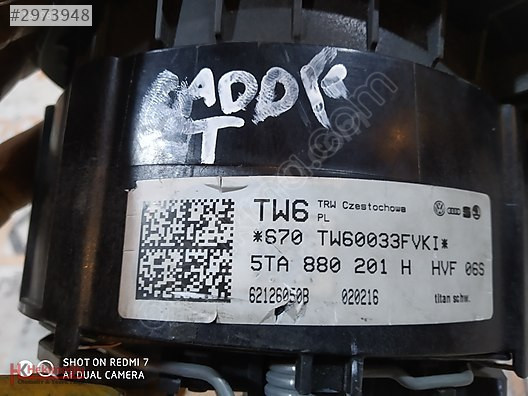 #2973948
CADDY
T
TW6 TRW Czestochowa
PL
*670 TW60033FVKI*
5TA 880 201 H HVF 06S
62126050B 020216 titan schw.
SHOT ON REDMI 7
AI DUAL CAMERA